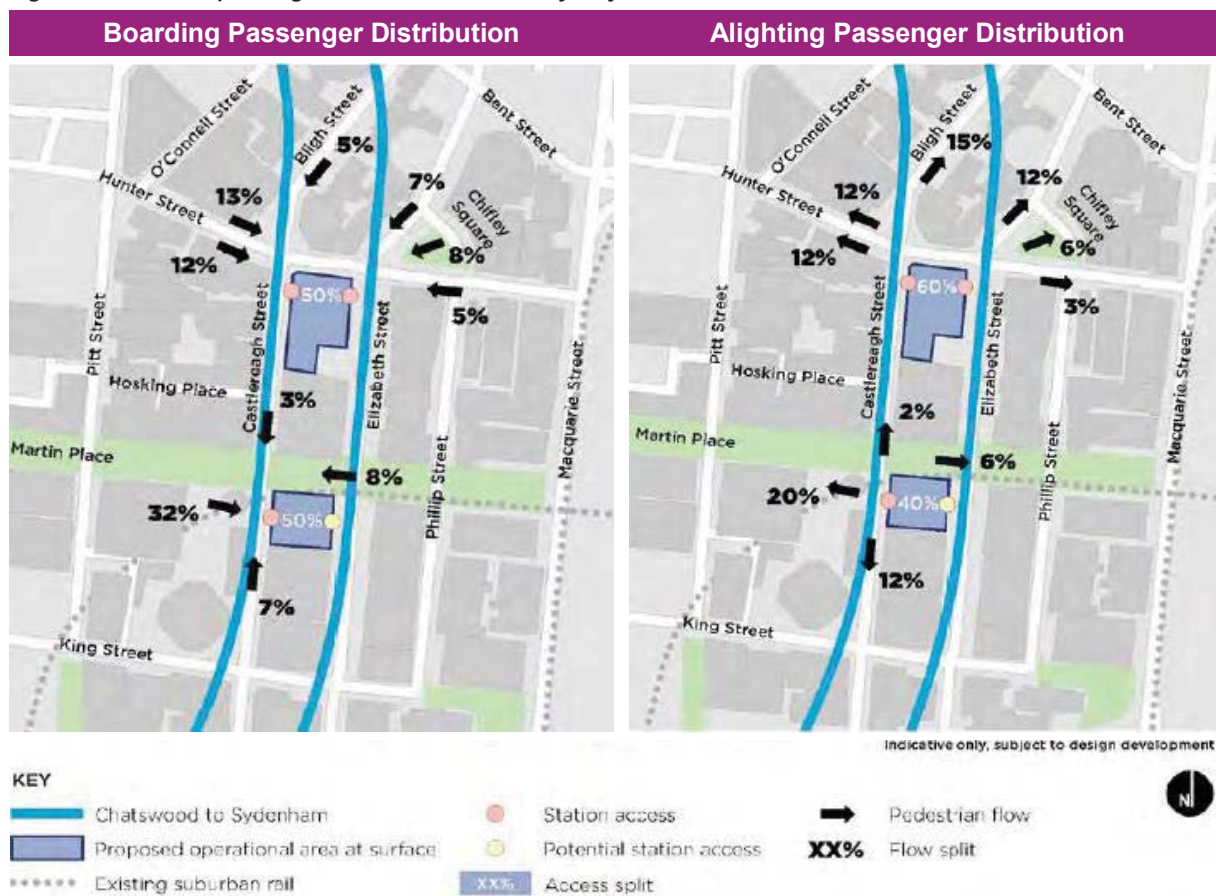 Boarding Passenger Distribution
Alighting Passenger Distribution
O'Connell Street
Bligh Street
Bent Street
5%
Hunter Street
13%
7%
Chifley
Square
12%
8%
50%
5%
Pitt Street
Castlereagh Street
Elizabeth Street
Hosking Place
3%
Macquarie Street
Martin Place
8%
Phillip Street
32%
50%
7%
King Street
O'Connell Street
Bligh Street
Bent Street
15%
Hunter Street
12%
12%
Chifley
Square
12%
6%
60%
3%
Pitt Street
Castlereagh Street
Elizabeth Street
Hosking Place
2%
Macquarie Street
Martin Place
6%
Phillip Street
20%
40%
12%
King Street
Indicative only, subject to design development
KEY
Chatswood to Sydenham
Station access
Pedestrian flow
Proposed operational area at surface
Potential station access
XX% Flow split
Existing suburban rail
XX% Access split
N